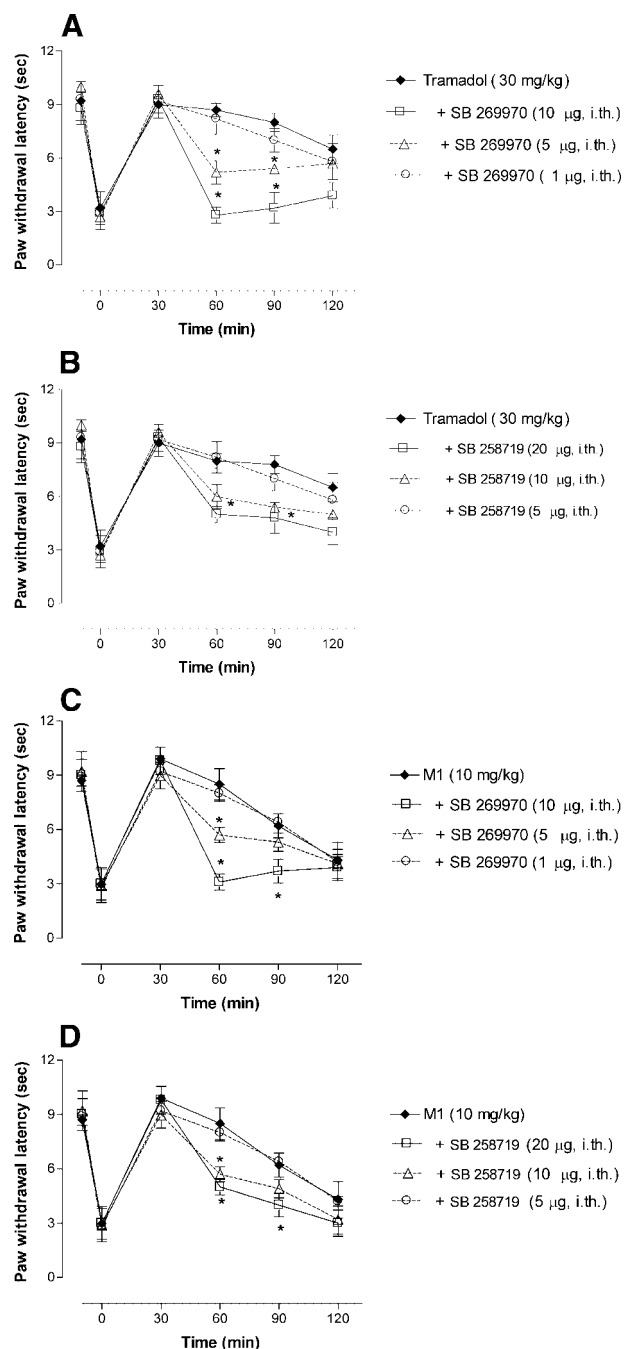 A
Paw withdrawal latency (sec)
12
9
6
3
0
* *
* *
0 30 60 90 120
Time (min)
Tramadol ( 30 mg/kg)
+ SB 269970 (10 μg, i.th.)
+ SB 269970 (5 μg, i.th.)
+ SB 269970 ( 1 μg, i.th.)
B
Paw withdrawal latency (sec)
12
9
6
3
0
* *
0 30 60 90 120
Time (min)
Tramadol ( 30 mg/kg)
+ SB 258719 (20 μg, i.th.)
+ SB 258719 (10 μg, i.th.)
+ SB 258719 (5 μg, i.th.)
C
Paw withdrawal latency (sec)
12
9
6
3
0
*
*
*
0 30 60 90 120
Time (min)
M1 (10 mg/kg)
+ SB 269970 (10 μg, i.th.)
+ SB 269970 (5 μg, i.th.)
+ SB 269970 (1 μg, i.th.)
D
Paw withdrawal latency (sec)
12
9
6
3
0
*
* *
0 30 60 90 120
Time (min)
M1 (10 mg/kg)
+ SB 258719 (20 μg, i.th.)
+ SB 258719 (10 μg, i.th.)
+ SB 258719 (5 μg, i.th.)